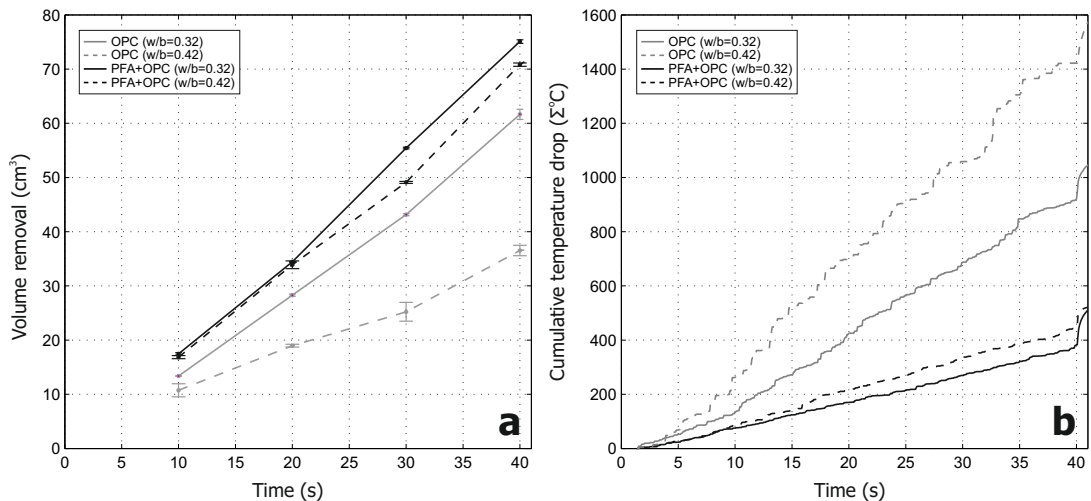 80
70
60
50
40
30
20
10
0
0 5 10 15 20 25 30 35 40
Volume removal (cm³)
Time (s)
OPC (w/b=0.32)
OPC (w/b=0.42)
PFA+OPC (w/b=0.32)
PFA+OPC (w/b=0.42)
a
1600
1400
1200
1000
800
600
400
200
0
0 5 10 15 20 25 30 35 40
Cumulative temperature drop (Σ°C)
Time (s)
OPC (w/b=0.32)
OPC (w/b=0.42)
PFA+OPC (w/b=0.32)
PFA+OPC (w/b=0.42)
b